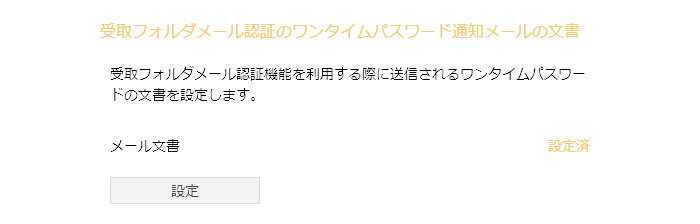 受取フォルダメール認証のワンタイムパスワード通知メールの文書
受取フォルダメール認証機能を利用する際に送信されるワンタイムパスワー
ドの文書を設定します。
メール文書
設定済
設定